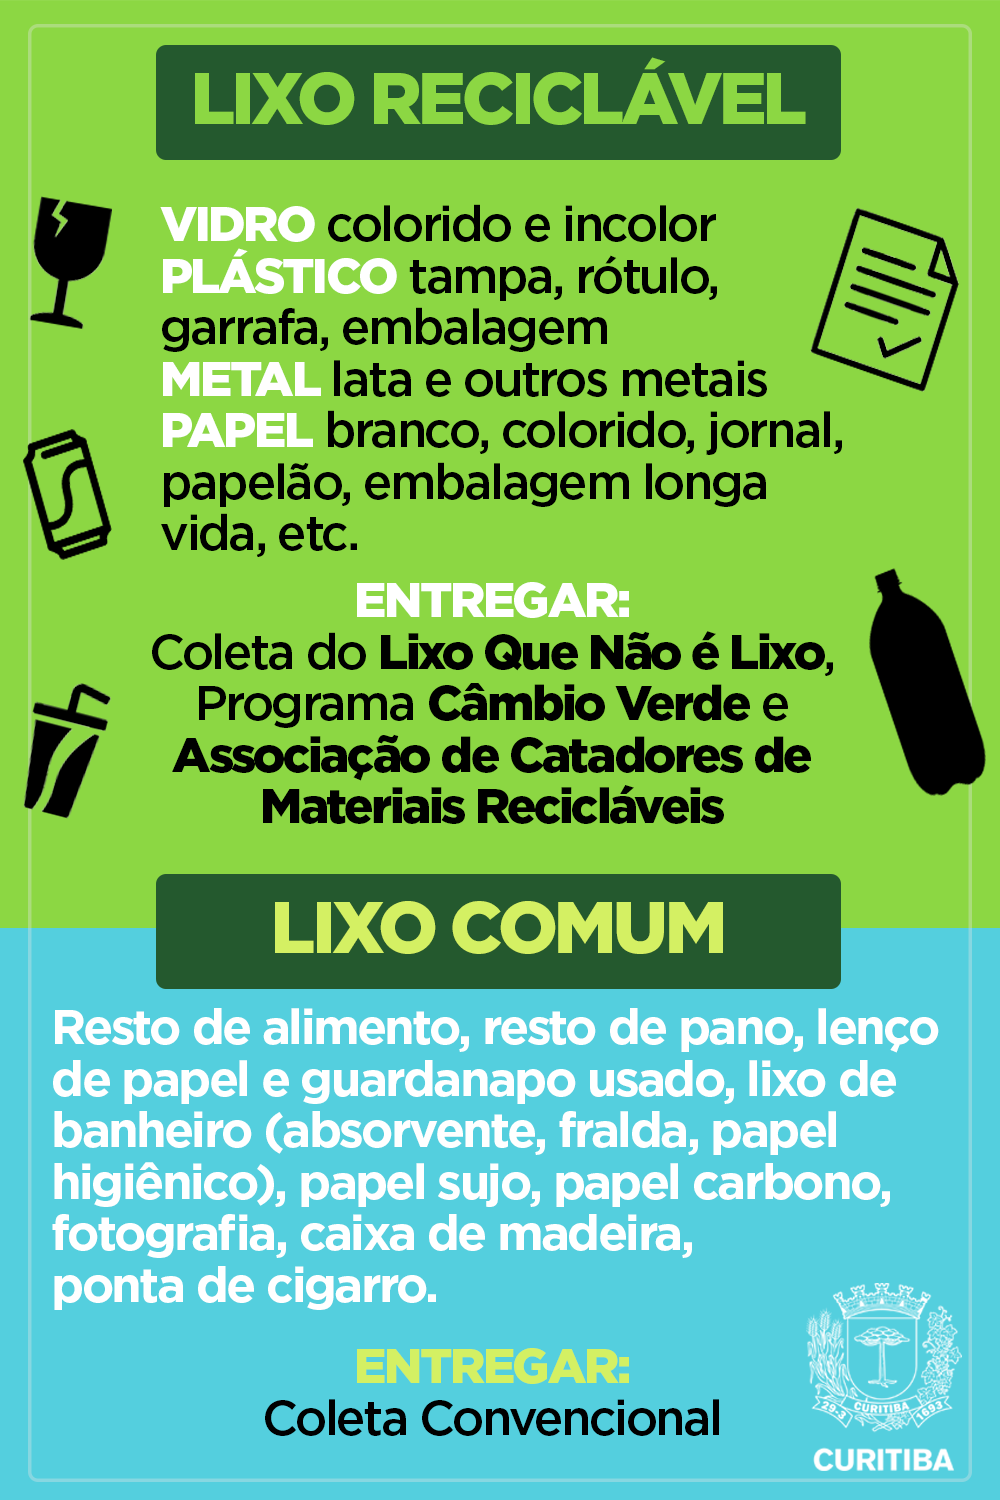 LIXO RECICLÁVEL
VIDRO colorido e incolor
PLÁSTICO tampa, rótulo,
garrafa, embalagem
METAL lata e outros metais
PAPEL branco, colorido, jornal,
papelão, embalagem longa
vida, etc.
ENTREGAR:
Coleta do Lixo Que Não é Lixo,
Programa Câmbio Verde e
Associação de Catadores de
Materiais Recicláveis
LIXO COMUM
Resto de alimento, resto de pano, lenço
de papel e guardanapo usado, lixo de
banheiro (absorvente, fralda, papel
higiênico), papel sujo, papel carbono,
fotografia, caixa de madeira,
ponta de cigarro.
ENTREGAR:
Coleta Convencional
29-3 CURITIBA 1693
CURITIBA